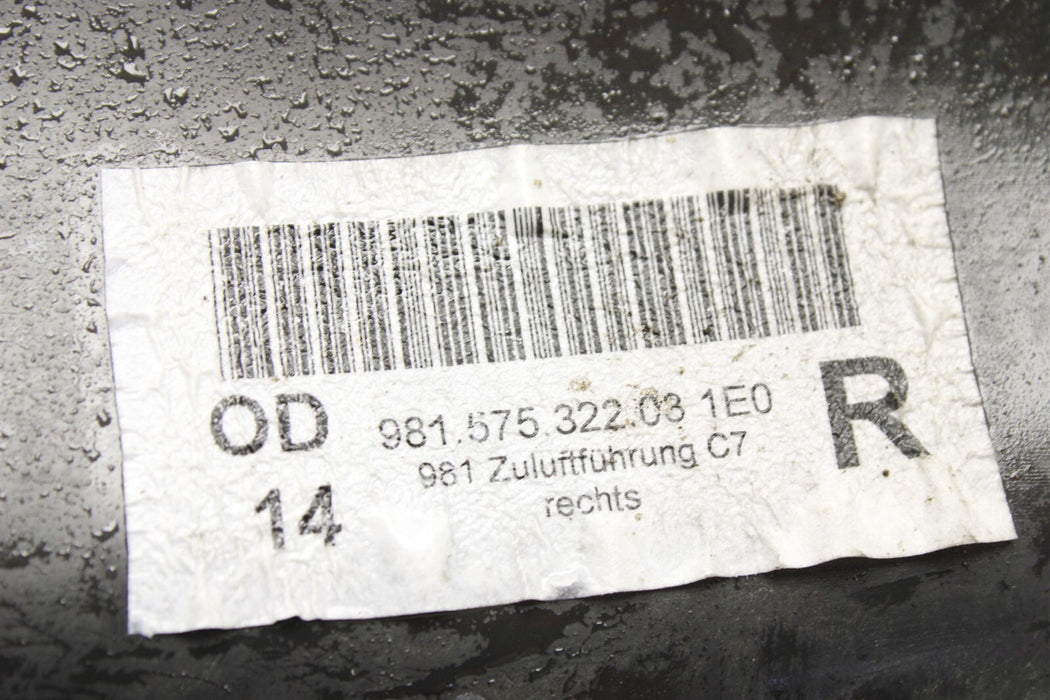 OD 981.575.322.03 1E0 R
981 Zuluftführung C7
14 rechts